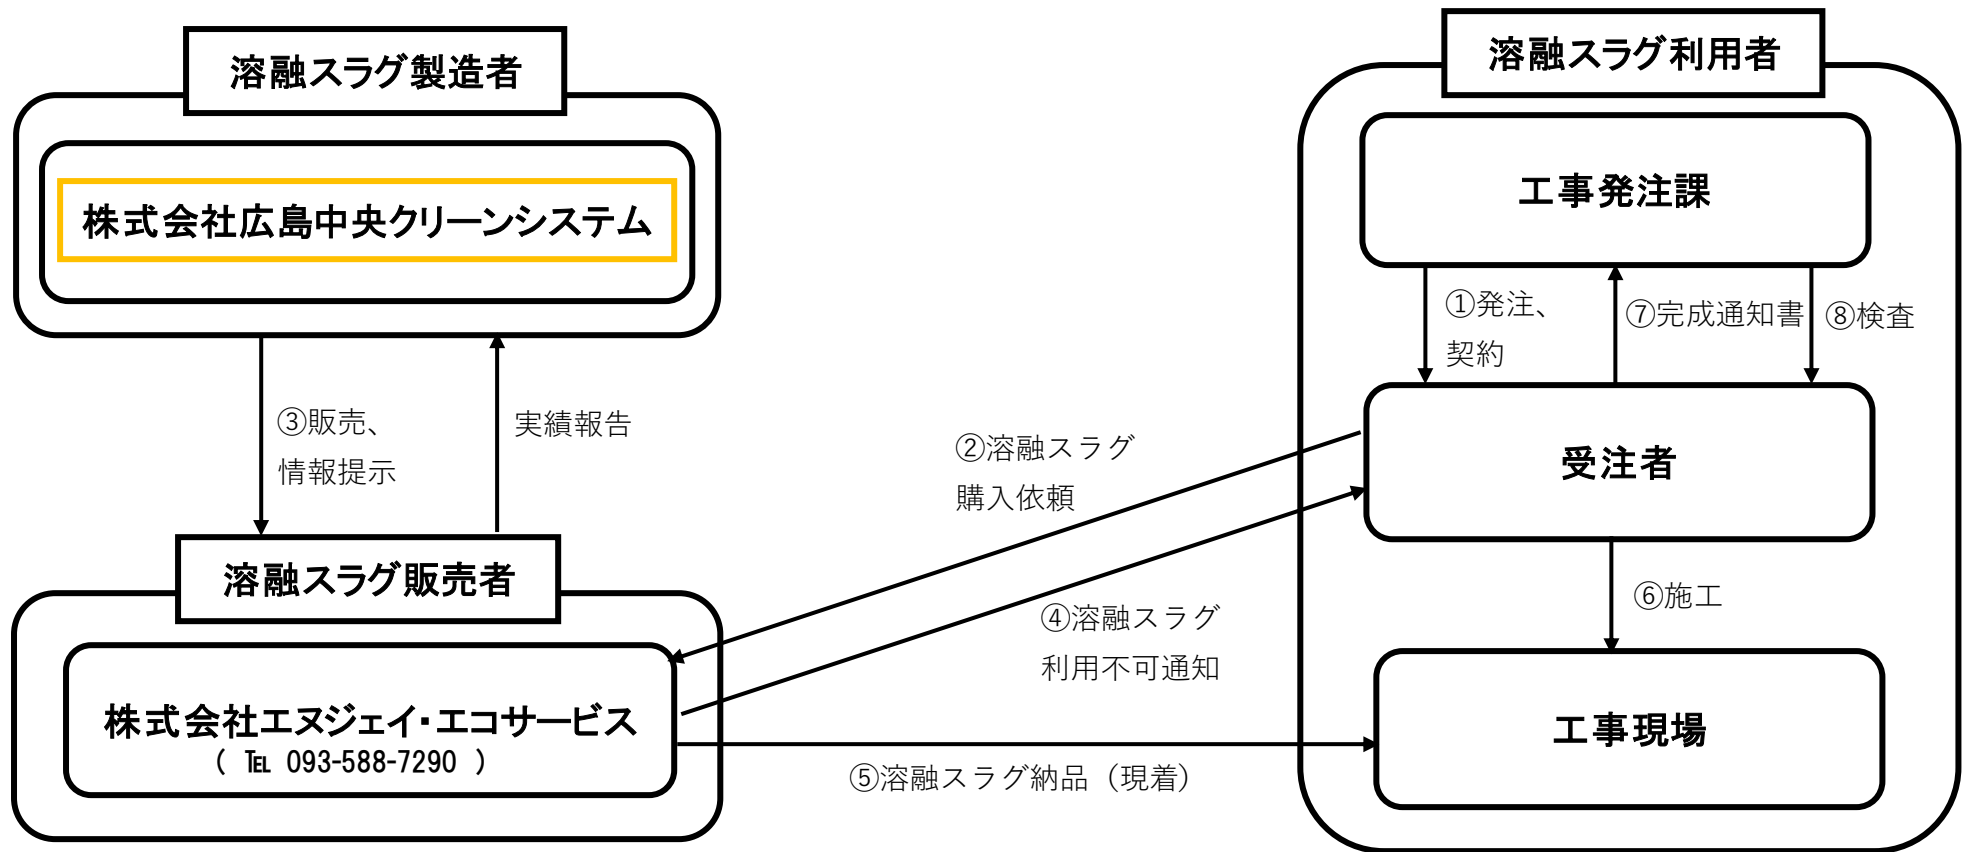 溶融スラグ製造者
株式会社広島中央クリーンシステム
③販売、
情報提示
実績報告
溶融スラグ販売者
株式会社エヌジェイ・エコサービス
( ℡ 093-588-7290 )
②溶融スラグ
購入依頼
④溶融スラグ
利用不可通知
⑤溶融スラグ納品（現着）
溶融スラグ利用者
工事発注課
①発注、
契約
⑦完成通知書
⑧検査
受注者
⑥施工
工事現場